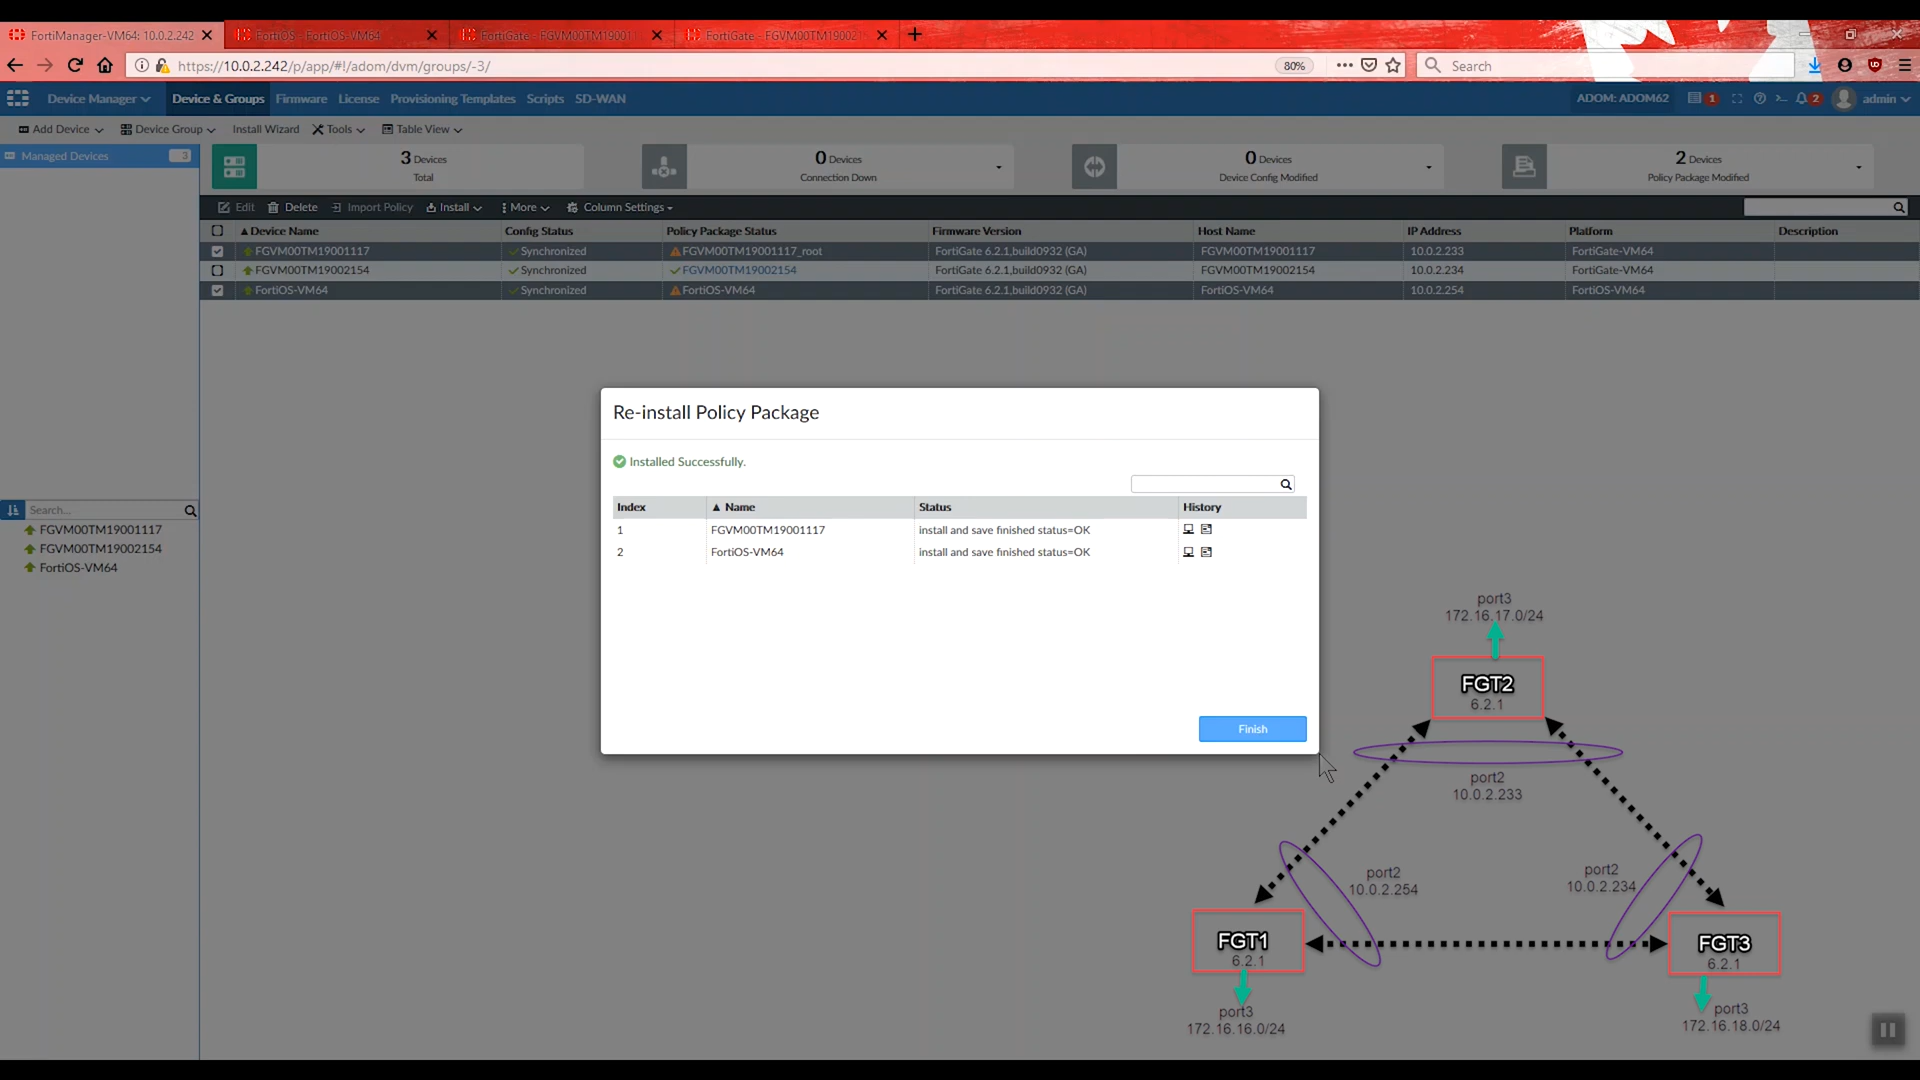 FortiManager-VM64: 10.0.2.242
FortiOS - FortiOS-VM64
FortiGate - FGVM00TM190011
FortiGate - FGVM00TM190021
https://10.0.2.242/p/app/#!/adom/dvm/groups/-3/
80%
Search
Device Manager
Device & Groups
Firmware
License
Provisioning Templates
Scripts
SD-WAN
ADOM: ADOM62
1
2
admin
Add Device
Device Group
Install Wizard
Tools
Table View
Managed Devices
3
3 Devices
Total
0 Devices
Connection Down
0 Devices
Device Config Modified
2 Devices
Policy Package Modified
Edit
Delete
Import Policy
Install
More
Column Settings
Device Name Config Status Policy Package Status Firmware Version Host Name IP Address Platform Description
FGVM00TM19001117 Synchronized FGVM00TM19001117_root FortiGate 6.2.1,build0932 (GA) FGVM00TM19001117 10.0.2.233 FortiGate-VM64
FGVM00TM19002154 Synchronized FGVM00TM19002154 FortiGate 6.2.1,build0932 (GA) FGVM00TM19002154 10.0.2.234 FortiGate-VM64
FortiOS-VM64 Synchronized FortiOS-VM64 FortiGate 6.2.1,build0932 (GA) FortiOS-VM64 10.0.2.254 FortiGate-VM64
Search...
FGVM00TM19001117
FGVM00TM19002154
FortiOS-VM64
Re-install Policy Package
Installed Successfully.
Index Name Status History
1 FGVM00TM19001117 install and save finished status=OK
2 FortiOS-VM64 install and save finished status=OK
Finish
port3
172.16.17.0/24
FGT2
6.2.1
port2
10.0.2.233
port2
10.0.2.254
port2
10.0.2.234
FGT1
6.2.1
FGT3
6.2.1
port3
172.16.16.0/24
port3
172.16.18.0/24